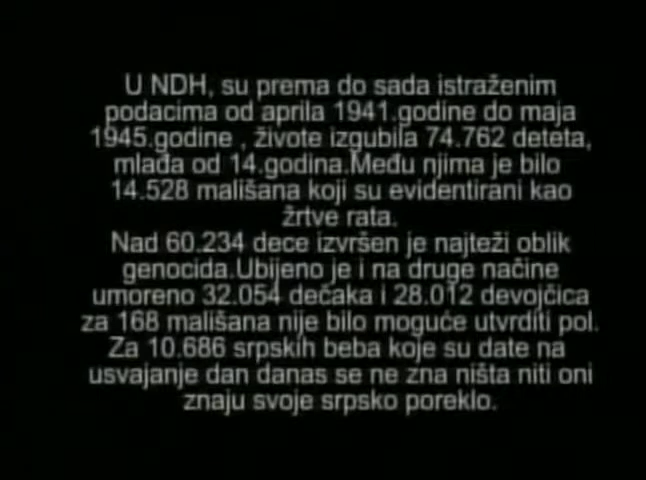 U NDH, su prema do sada istraženim
podacima od aprila 1941.godine do maja
1945.godine , živote izgubila 74.762 deteta,
mlađa od 14.godina.Među njima je bilo
14.528 mališana koji su evidentirani kao
žrtve rata.
Nad 60.234 dece izvršen je najteži oblik
genocida.Ubijeno je i na druge načine
umoreno 32.054 dečaka i 28.012 devojčica
za 168 mališana nije bilo moguće utvrditi pol.
Za 10.686 srpskih beba koje su date na
usvajanje dan danas se ne zna ništa niti oni
znaju svoje srpsko poreklo.